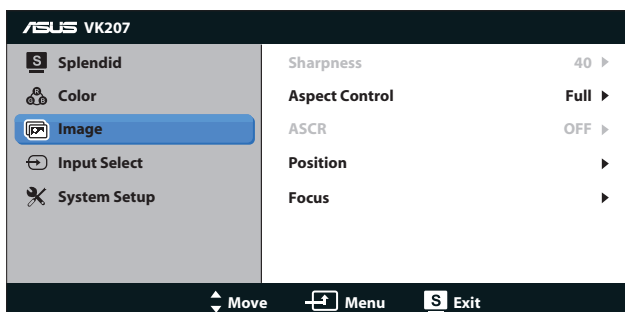 ASUS VK207
S Splendid
R G B Color
Image
Input Select
System Setup
Sharpness 40
Aspect Control Full
ASCR OFF
Position
Focus
Move Menu S Exit